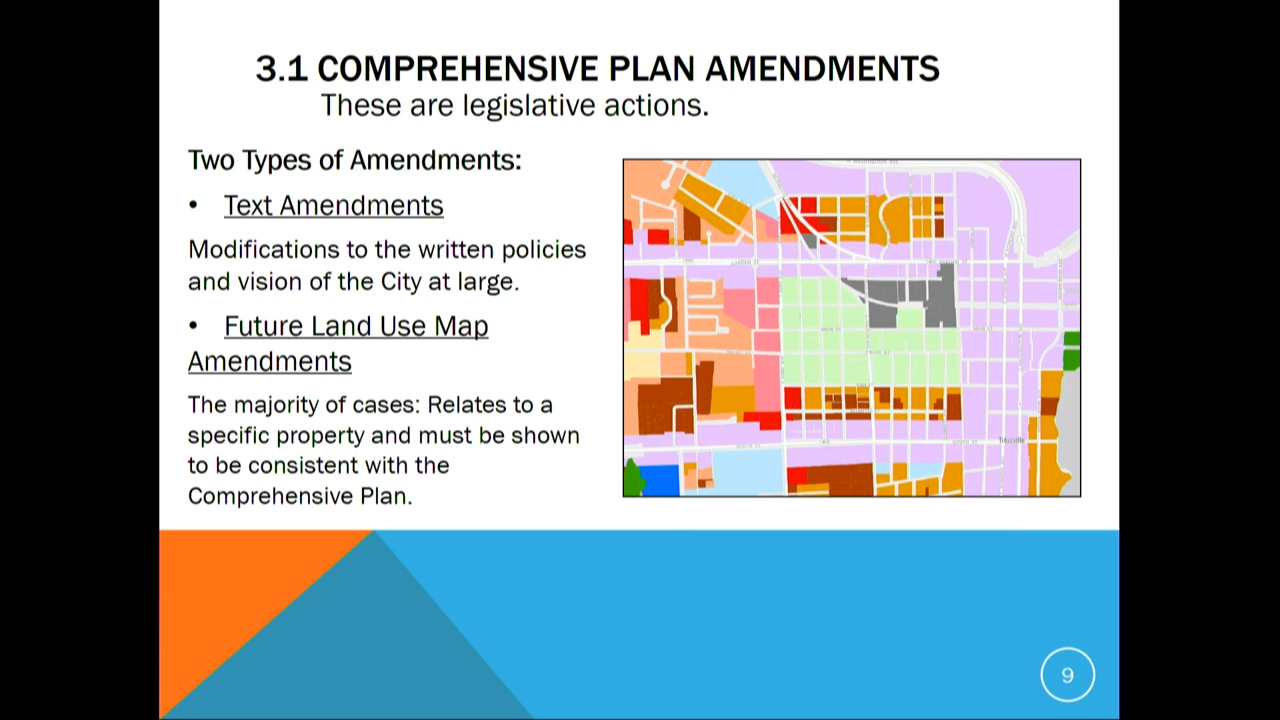 3.1 COMPREHENSIVE PLAN AMENDMENTS
These are legislative actions.
Two Types of Amendments:
• Text Amendments
Modifications to the written policies
and vision of the City at large.
• Future Land Use Map
Amendments
The majority of cases: Relates to a
specific property and must be shown
to be consistent with the
Comprehensive Plan.
Titusville
9